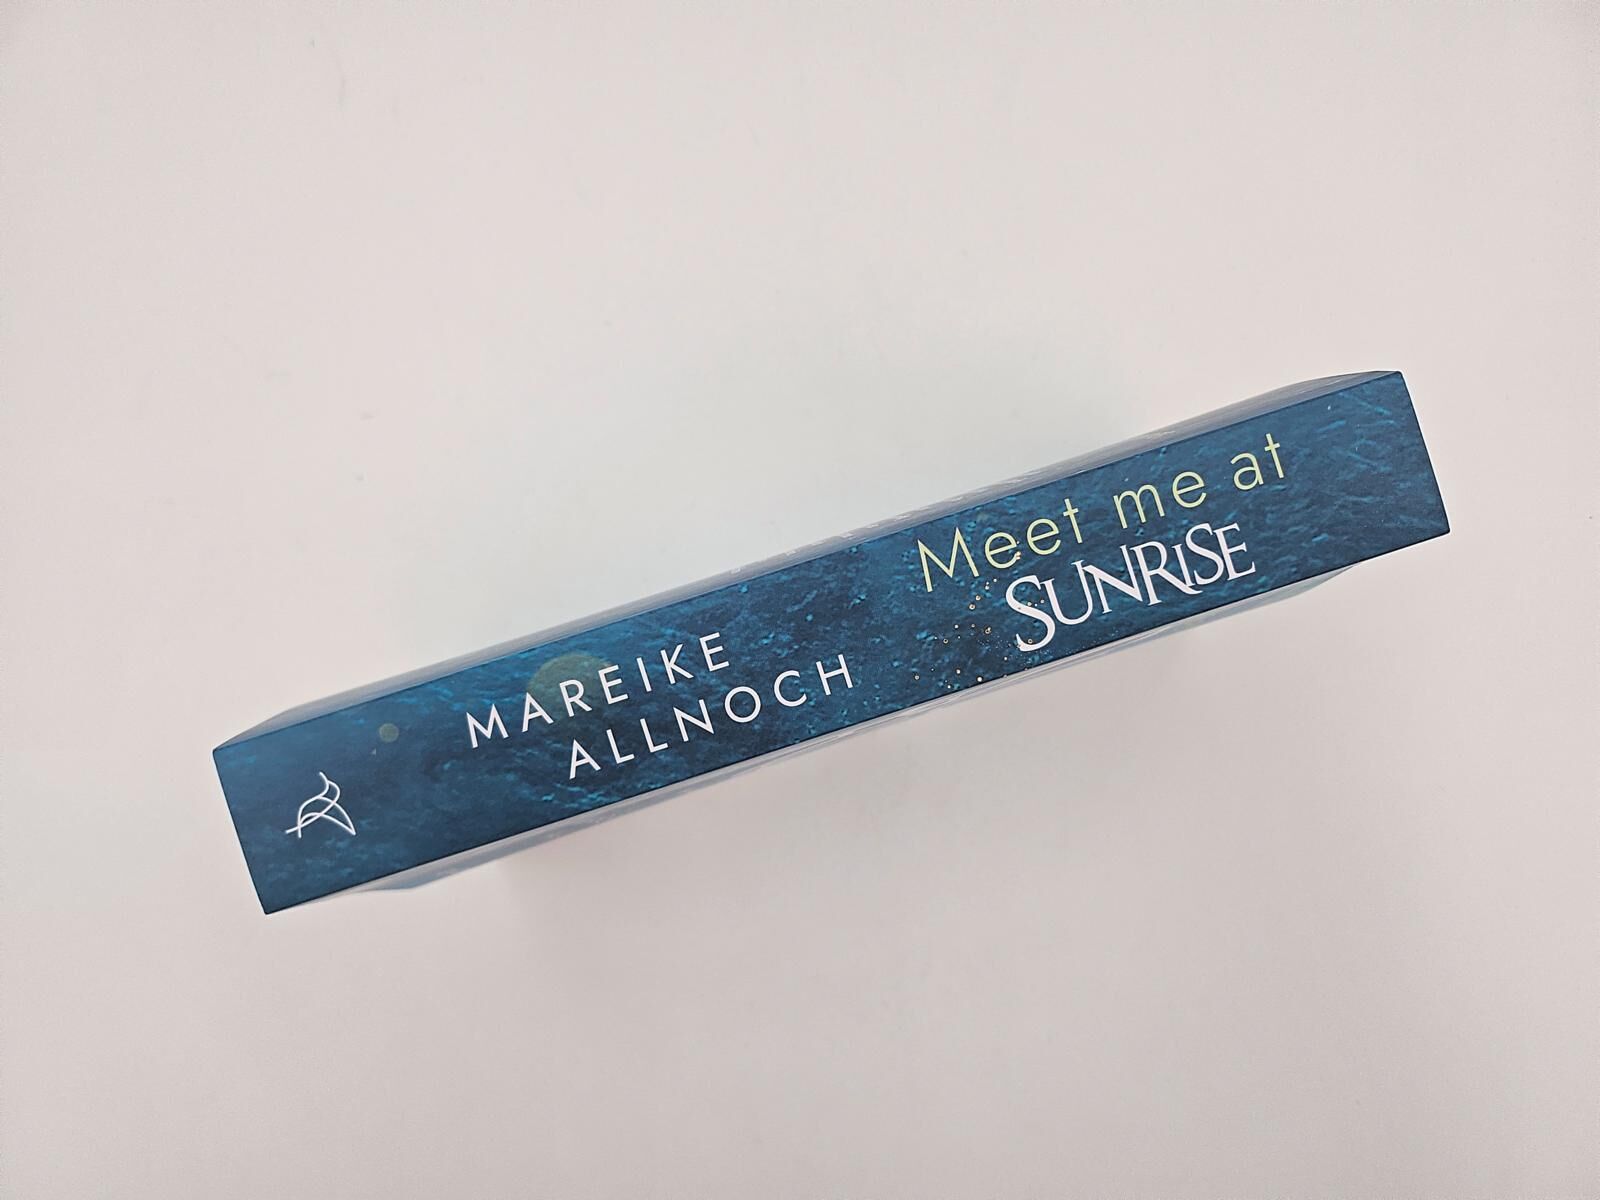 MAREIKE
ALLNOCH
Meet me at
SUNRISE